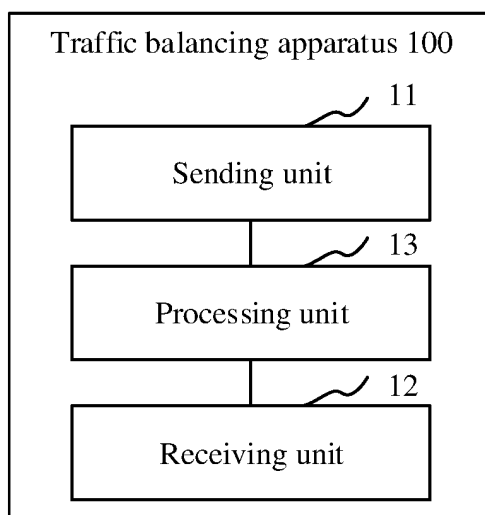 Traffic balancing apparatus 100
11
Sending unit
13
Processing unit
12
Receiving unit